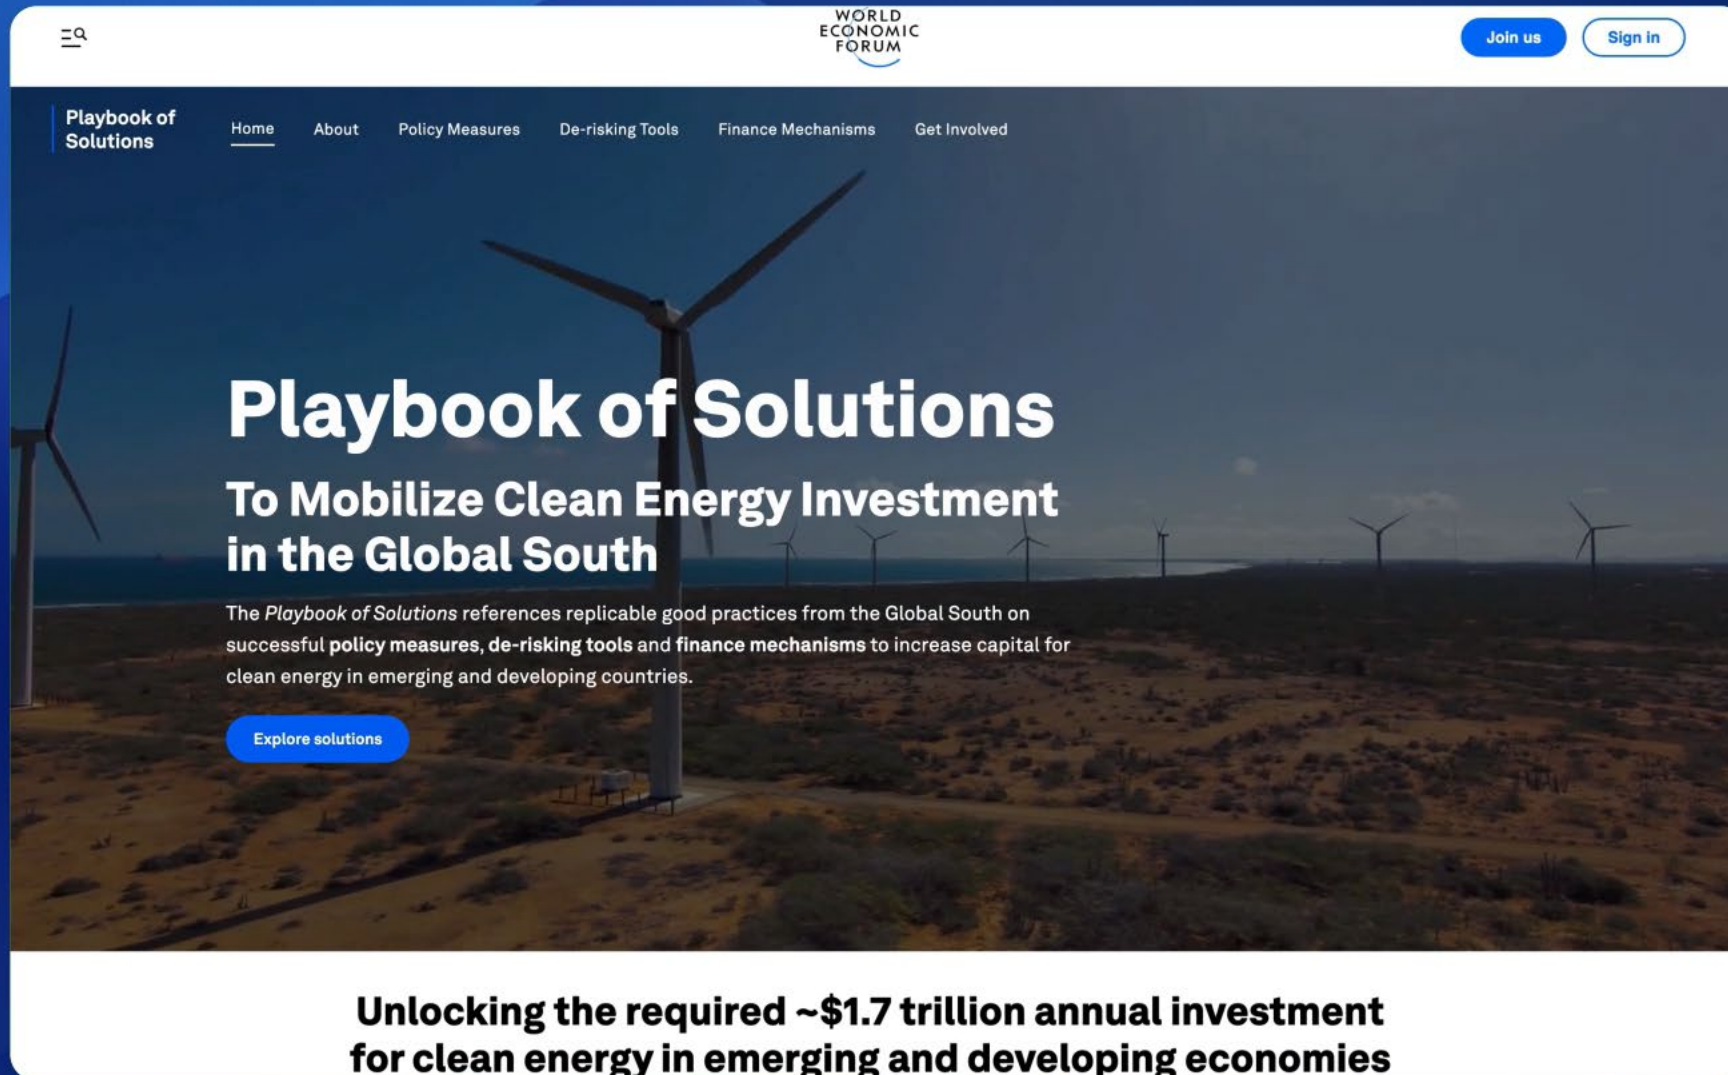 WORLD
ECONOMIC
FORUM
Join us
Sign in
Playbook of
Solutions
Home
About
Policy Measures
De-risking Tools
Finance Mechanisms
Get Involved
Playbook of Solutions
To Mobilize Clean Energy Investment
in the Global South
The Playbook of Solutions references replicable good practices from the Global South on
successful policy measures, de-risking tools and finance mechanisms to increase capital for
clean energy in emerging and developing countries.
Explore solutions
Unlocking the required ~$1.7 trillion annual investment
for clean energy in emerging and developing economies